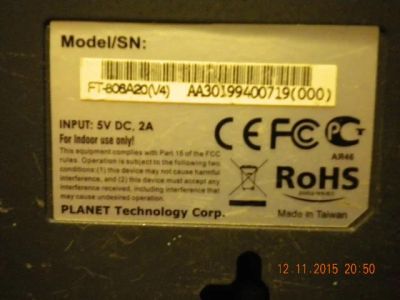 Model/SN:
FT-806A20(V4) AA30199400719(000)
INPUT: 5V DC, 2A
For Indoor use only!
This equipment complies with Part 15 of the FCC
rules. Operation is subject to the following two
conditions:(1) this device may not cause harmful
interference, and (2) this device must accept any
interference received, including interference that
may cause undesired operation.
PLANET Technology Corp.
CE FC PCT
АЯ46
RoHS
Made in Taiwan
12.11.2015 20:50